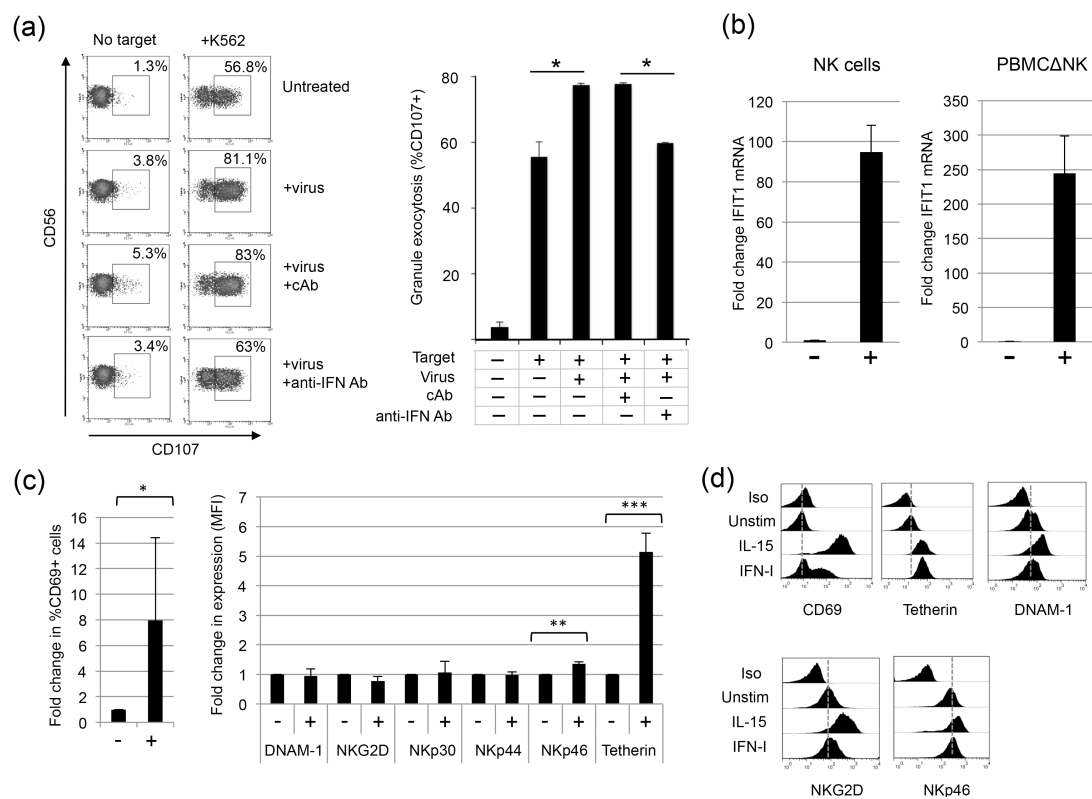 (a)
No target
+K562
1.3%
56.8%
Untreated
3.8%
81.1%
+virus
5.3%
83%
+virus
+cAb
3.4%
63%
+virus
+anti-IFN Ab
CD56
CD107
Granule exocytosis (%CD107+)
80
60
40
20
*
*
Target – + + + +
Virus – – + + +
cAb – – – + –
anti-IFN Ab – – – – +
(b)
NK cells
Fold change IFIT1 mRNA
120
100
80
60
40
20
0
– +
PBMCΔNK
Fold change IFIT1 mRNA
350
300
250
200
150
100
50
0
– +
(c)
*
Fold change in %CD69+ cells
16
14
12
10
8
6
4
2
0
- +
Fold change in expression (MFI)
7
6
5
4
3
2
1
0
**
***
- + - + - + - + - + - +
DNAM-1 NKG2D NKp30 NKp44 NKp46 Tetherin
(d)
Iso
Unstim
IL-15
IFN-I
CD69
Tetherin
DNAM-1
Iso
Unstim
IL-15
IFN-I
NKG2D
NKp46